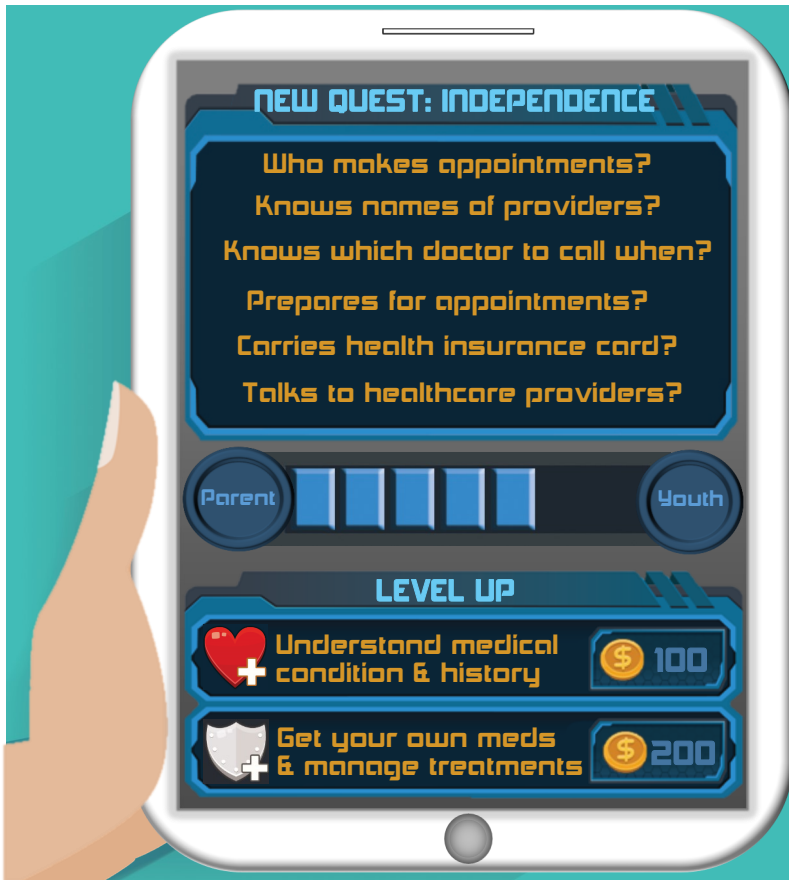 NEW QUEST: INDEPENDENCE
Who makes appointments?
Knows names of providers?
Knows which doctor to call when?
Prepares for appointments?
Carries health insurance card?
Talks to healthcare providers?
Parent
Youth
LEVEL UP
Understand medical
condition & history
$ 100
Get your own meds
& manage treatments
$ 200